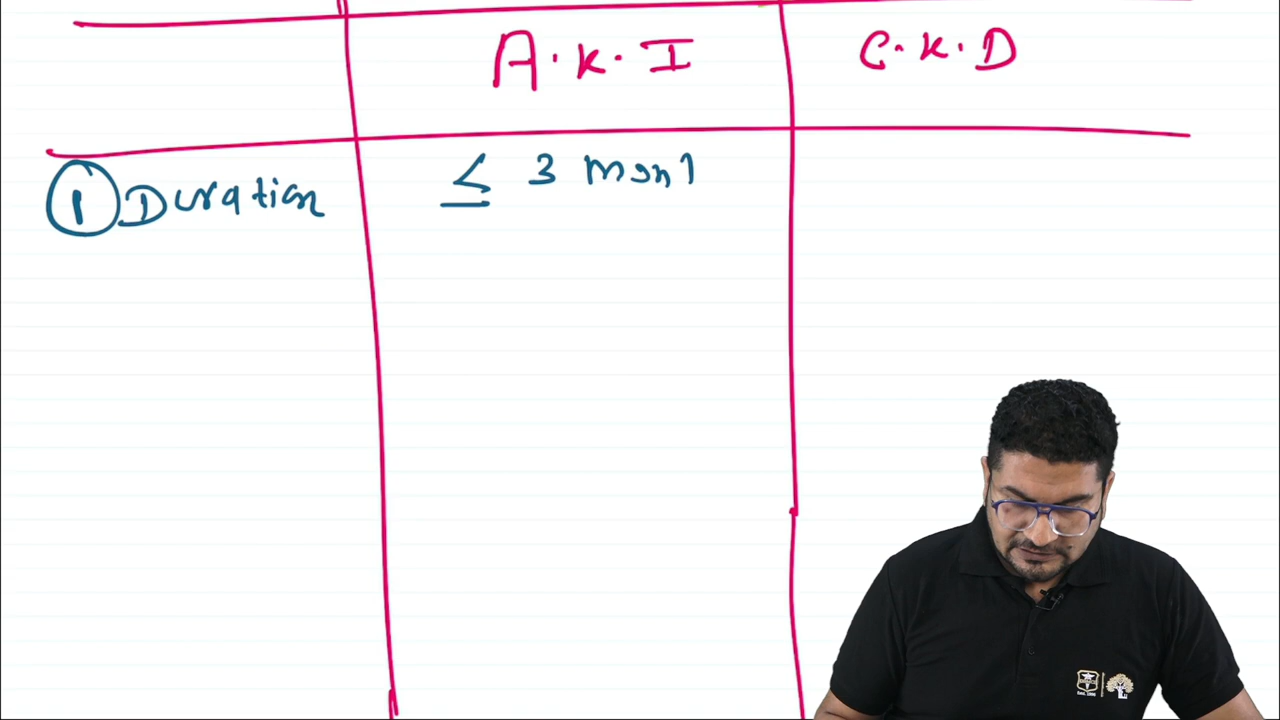 A.K.I C.K.D
① Duration ≤ 3 mon